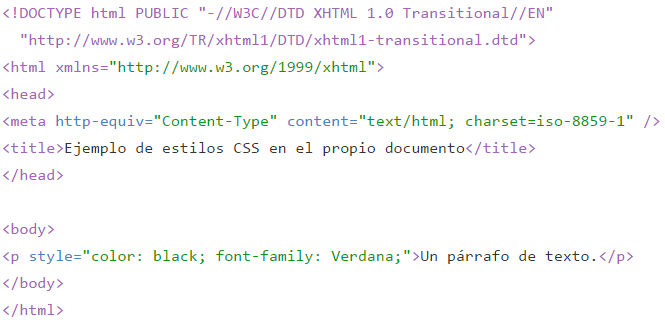 <!DOCTYPE html PUBLIC "-//W3C//DTD XHTML 1.0 Transitional//EN"
"http://www.w3.org/TR/xhtml1/DTD/xhtml1-transitional.dtd">
<html xmlns="http://www.w3.org/1999/xhtml">
<head>
<meta http-equiv="Content-Type" content="text/html; charset=iso-8859-1" />
<title>Ejemplo de estilos CSS en el propio documento</title>
</head>
<body>
<p style="color: black; font-family: Verdana;">Un párrafo de texto.</p>
</body>
</html>